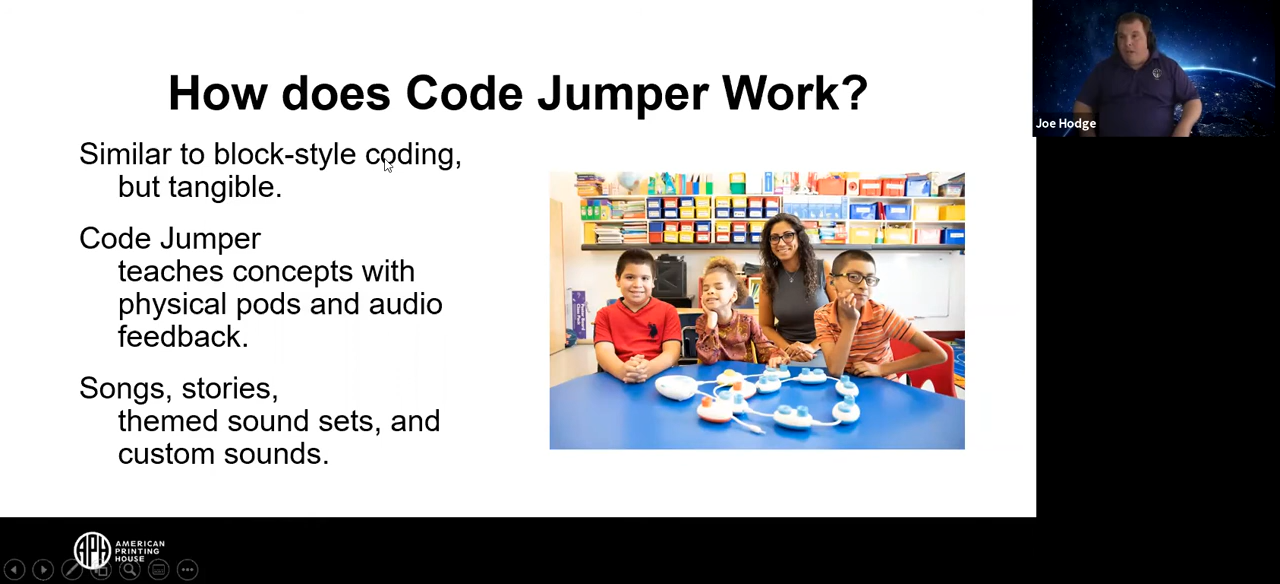 How does Code Jumper Work?
Similar to block-style coding,
but tangible.
Code Jumper
teaches concepts with
physical pods and audio
feedback.
Songs, stories,
themed sound sets, and
custom sounds.
Joe Hodge
APH
AMERICAN
PRINTING
HOUSE